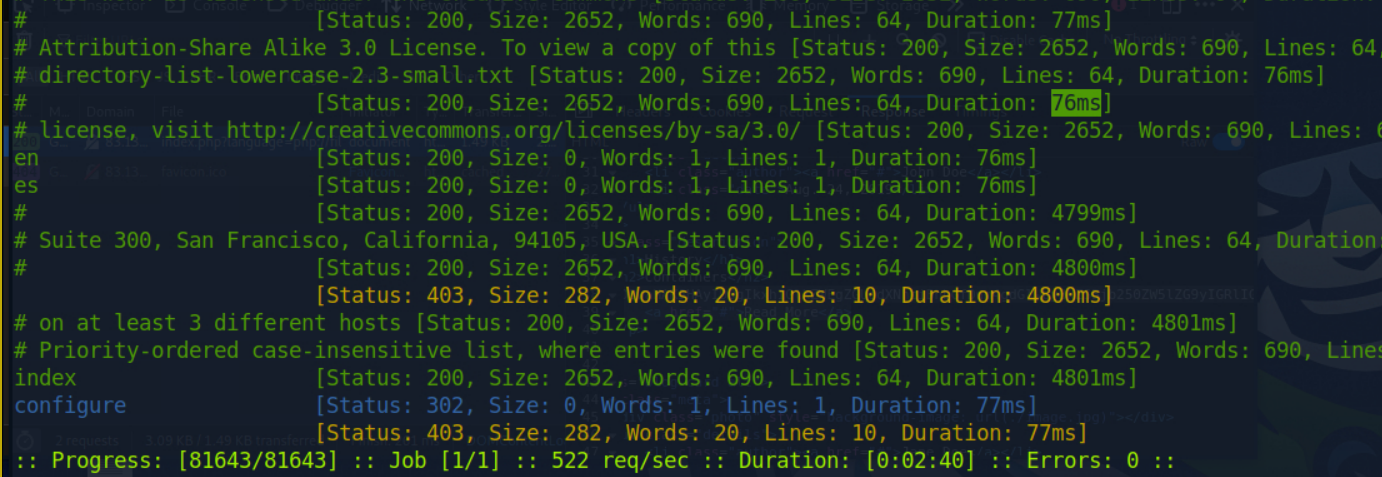 #                       [Status: 200, Size: 2652, Words: 690, Lines: 64, Duration: 77ms]
# Attribution-Share Alike 3.0 License. To view a copy of this [Status: 200, Size: 2652, Words: 690, Lines: 64,
# directory-list-lowercase-2.3-small.txt [Status: 200, Size: 2652, Words: 690, Lines: 64, Duration: 76ms]
#                       [Status: 200, Size: 2652, Words: 690, Lines: 64, Duration: 76ms]
# license, visit http://creativecommons.org/licenses/by-sa/3.0/ [Status: 200, Size: 2652, Words: 690, Lines: 6
en                      [Status: 200, Size: 0, Words: 1, Lines: 1, Duration: 76ms]
es                      [Status: 200, Size: 0, Words: 1, Lines: 1, Duration: 76ms]
#                       [Status: 200, Size: 2652, Words: 690, Lines: 64, Duration: 4799ms]
# Suite 300, San Francisco, California, 94105, USA. [Status: 200, Size: 2652, Words: 690, Lines: 64, Duration:
#                       [Status: 200, Size: 2652, Words: 690, Lines: 64, Duration: 4800ms]
                        [Status: 403, Size: 282, Words: 20, Lines: 10, Duration: 4800ms]
# on at least 3 different hosts [Status: 200, Size: 2652, Words: 690, Lines: 64, Duration: 4801ms]
# Priority-ordered case-insensitive list, where entries were found [Status: 200, Size: 2652, Words: 690, Lines
index                   [Status: 200, Size: 2652, Words: 690, Lines: 64, Duration: 4801ms]
configure               [Status: 302, Size: 0, Words: 1, Lines: 1, Duration: 77ms]
                        [Status: 403, Size: 282, Words: 20, Lines: 10, Duration: 77ms]
:: Progress: [81643/81643] :: Job [1/1] :: 522 req/sec :: Duration: [0:02:40] :: Errors: 0 ::